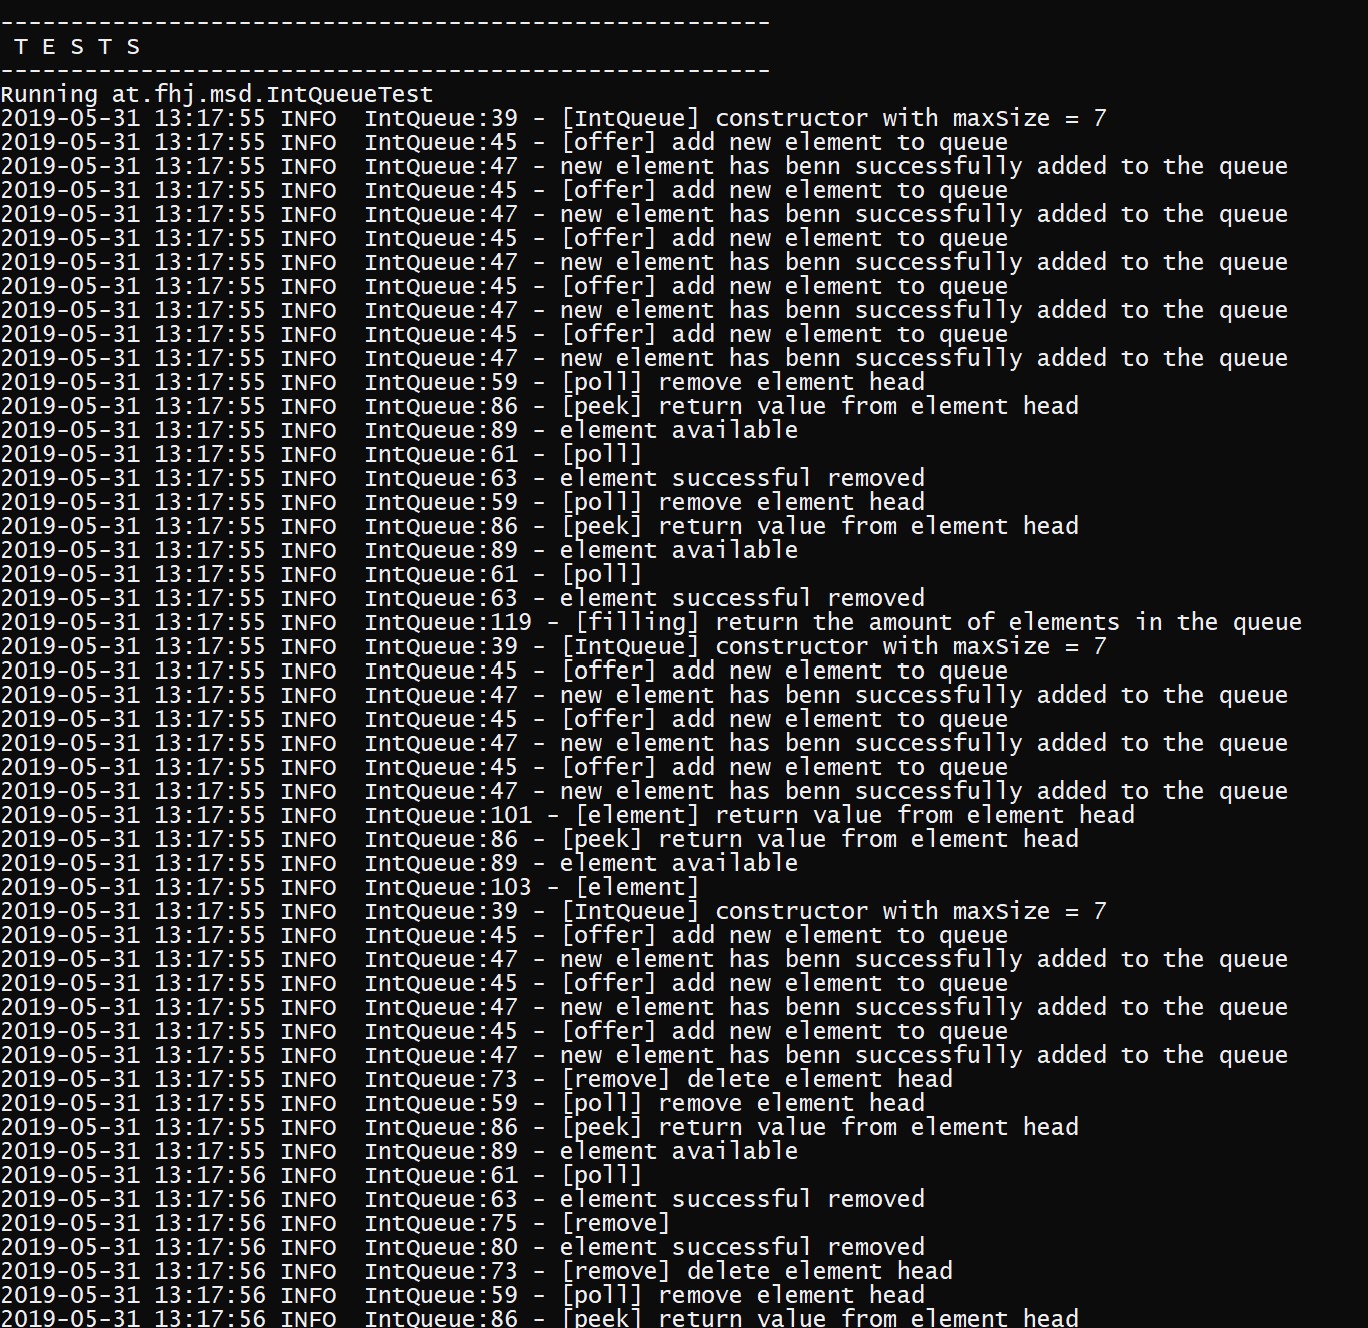 -------------------------------------------------------
 T E S T S
-------------------------------------------------------
Running at.fhj.msd.IntQueueTest
2019-05-31 13:17:55 INFO  IntQueue:39 - [IntQueue] constructor with maxSize = 7
2019-05-31 13:17:55 INFO  IntQueue:45 - [offer] add new element to queue
2019-05-31 13:17:55 INFO  IntQueue:47 - new element has benn successfully added to the queue
2019-05-31 13:17:55 INFO  IntQueue:45 - [offer] add new element to queue
2019-05-31 13:17:55 INFO  IntQueue:47 - new element has benn successfully added to the queue
2019-05-31 13:17:55 INFO  IntQueue:45 - [offer] add new element to queue
2019-05-31 13:17:55 INFO  IntQueue:47 - new element has benn successfully added to the queue
2019-05-31 13:17:55 INFO  IntQueue:45 - [offer] add new element to queue
2019-05-31 13:17:55 INFO  IntQueue:47 - new element has benn successfully added to the queue
2019-05-31 13:17:55 INFO  IntQueue:45 - [offer] add new element to queue
2019-05-31 13:17:55 INFO  IntQueue:47 - new element has benn successfully added to the queue
2019-05-31 13:17:55 INFO  IntQueue:59 - [poll] remove element head
2019-05-31 13:17:55 INFO  IntQueue:86 - [peek] return value from element head
2019-05-31 13:17:55 INFO  IntQueue:89 - element available
2019-05-31 13:17:55 INFO  IntQueue:61 - [poll]
2019-05-31 13:17:55 INFO  IntQueue:63 - element successful removed
2019-05-31 13:17:55 INFO  IntQueue:59 - [poll] remove element head
2019-05-31 13:17:55 INFO  IntQueue:86 - [peek] return value from element head
2019-05-31 13:17:55 INFO  IntQueue:89 - element available
2019-05-31 13:17:55 INFO  IntQueue:61 - [poll]
2019-05-31 13:17:55 INFO  IntQueue:63 - element successful removed
2019-05-31 13:17:55 INFO  IntQueue:119 - [filling] return the amount of elements in the queue
2019-05-31 13:17:55 INFO  IntQueue:39 - [IntQueue] constructor with maxSize = 7
2019-05-31 13:17:55 INFO  IntQueue:45 - [offer] add new element to queue
2019-05-31 13:17:55 INFO  IntQueue:47 - new element has benn successfully added to the queue
2019-05-31 13:17:55 INFO  IntQueue:45 - [offer] add new element to queue
2019-05-31 13:17:55 INFO  IntQueue:47 - new element has benn successfully added to the queue
2019-05-31 13:17:55 INFO  IntQueue:45 - [offer] add new element to queue
2019-05-31 13:17:55 INFO  IntQueue:47 - new element has benn successfully added to the queue
2019-05-31 13:17:55 INFO  IntQueue:101 - [element] return value from element head
2019-05-31 13:17:55 INFO  IntQueue:86 - [peek] return value from element head
2019-05-31 13:17:55 INFO  IntQueue:89 - element available
2019-05-31 13:17:55 INFO  IntQueue:103 - [element]
2019-05-31 13:17:55 INFO  IntQueue:39 - [IntQueue] constructor with maxSize = 7
2019-05-31 13:17:55 INFO  IntQueue:45 - [offer] add new element to queue
2019-05-31 13:17:55 INFO  IntQueue:47 - new element has benn successfully added to the queue
2019-05-31 13:17:55 INFO  IntQueue:45 - [offer] add new element to queue
2019-05-31 13:17:55 INFO  IntQueue:47 - new element has benn successfully added to the queue
2019-05-31 13:17:55 INFO  IntQueue:45 - [offer] add new element to queue
2019-05-31 13:17:55 INFO  IntQueue:47 - new element has benn successfully added to the queue
2019-05-31 13:17:55 INFO  IntQueue:73 - [remove] delete element head
2019-05-31 13:17:55 INFO  IntQueue:59 - [poll] remove element head
2019-05-31 13:17:55 INFO  IntQueue:86 - [peek] return value from element head
2019-05-31 13:17:55 INFO  IntQueue:89 - element available
2019-05-31 13:17:56 INFO  IntQueue:61 - [poll]
2019-05-31 13:17:56 INFO  IntQueue:63 - element successful removed
2019-05-31 13:17:56 INFO  IntQueue:75 - [remove]
2019-05-31 13:17:56 INFO  IntQueue:80 - element successful removed
2019-05-31 13:17:56 INFO  IntQueue:73 - [remove] delete element head
2019-05-31 13:17:56 INFO  IntQueue:59 - [poll] remove element head
2019-05-31 13:17:56 INFO  IntQueue:86 - [peek] return value from element head